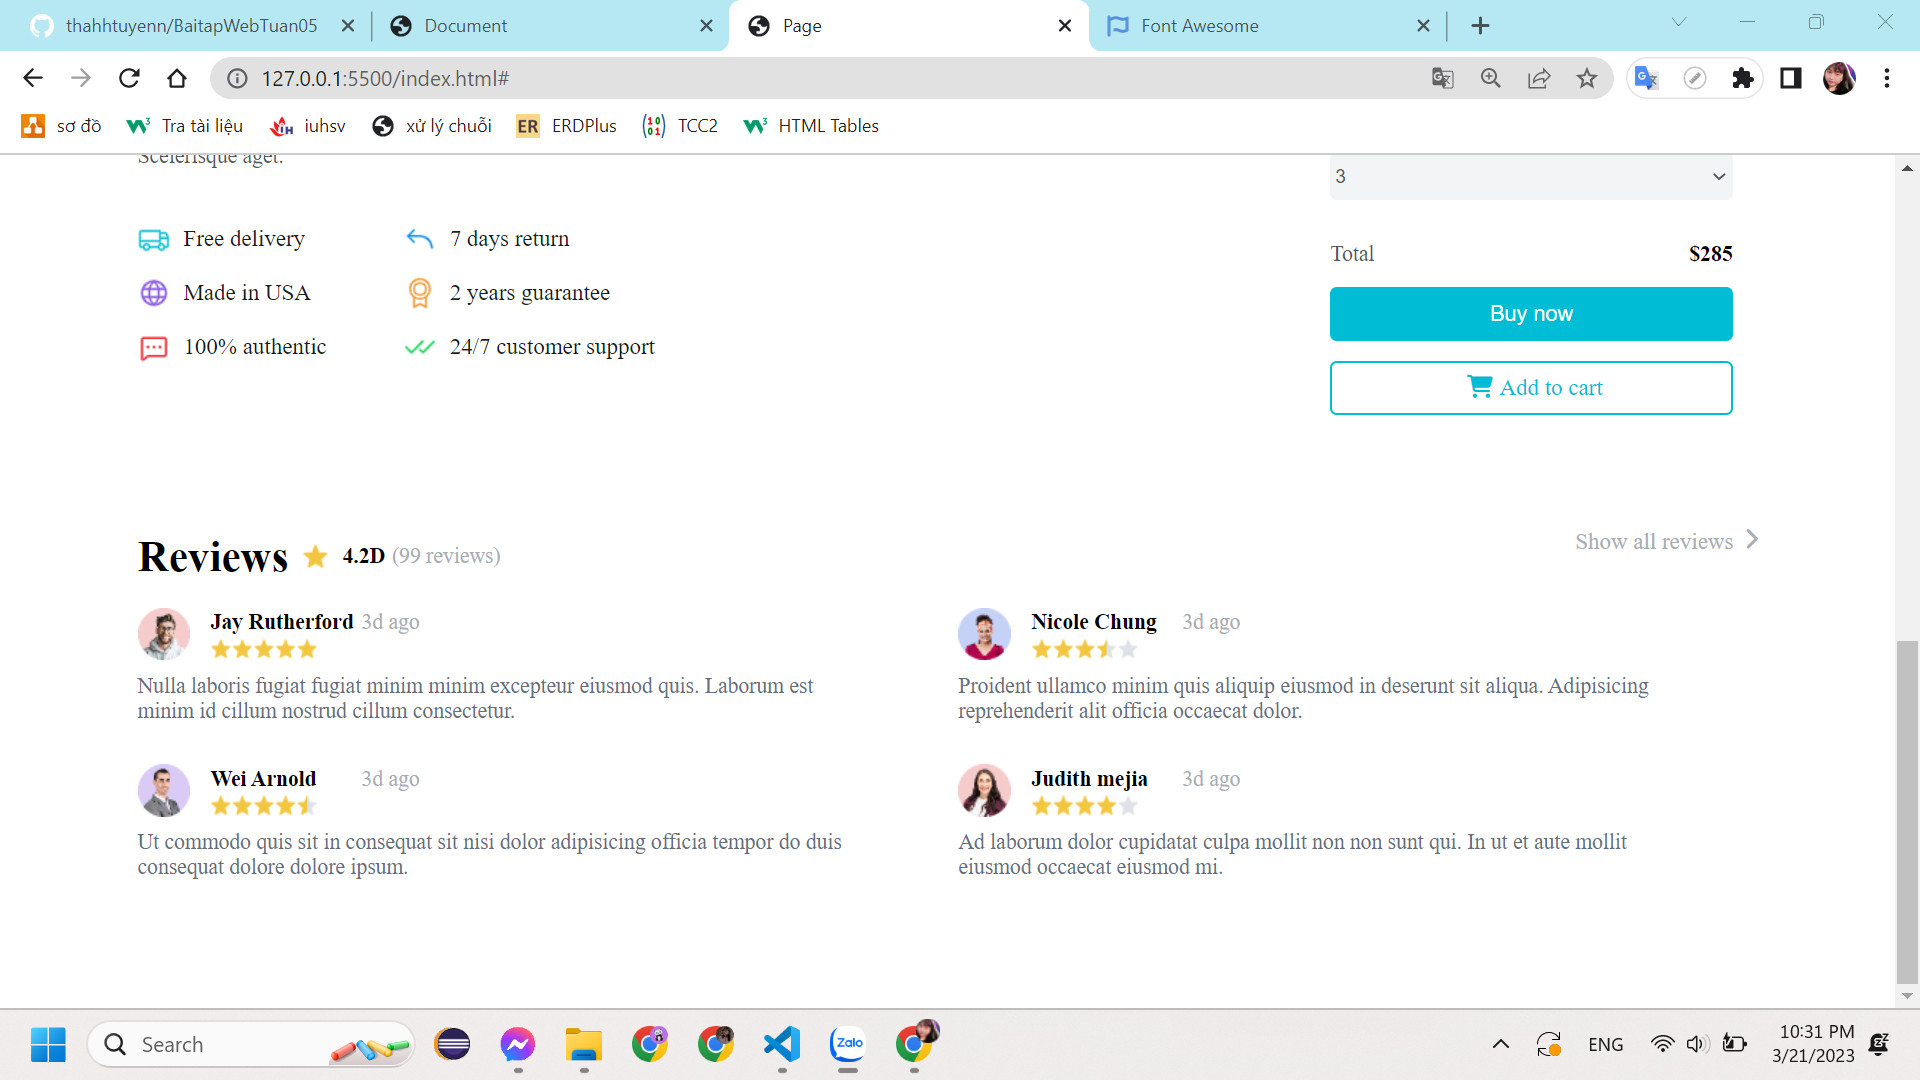 thahhtuyenn/BaitapWebTuan05
Document
Page
Font Awesome
127.0.0.1:5500/index.html#
sơ đồ
Tra tài liệu
iuhsv
xử lý chuỗi
ER
ERDPlus
TCC2
HTML Tables
Scelerisque aget.
3
Free delivery
7 days return
Made in USA
2 years guarantee
100% authentic
24/7 customer support
Total
$285
Buy now
Add to cart
Reviews
4.2D (99 reviews)
Show all reviews
Jay Rutherford 3d ago
Nulla laboris fugiat fugiat minim minim excepteur eiusmod quis. Laborum est
minim id cillum nostrud cillum consectetur.
Nicole Chung 3d ago
Proident ullamco minim quis aliquip eiusmod in deserunt sit aliqua. Adipisicing
reprehenderit alit officia occaecat dolor.
Wei Arnold 3d ago
Ut commodo quis sit in consequat sit nisi dolor adipisicing officia tempor do duis
consequat dolore dolore ipsum.
Judith mejia 3d ago
Ad laborum dolor cupidatat culpa mollit non non sunt qui. In ut et aute mollit
eiusmod occaecat eiusmod mi.
Search
Zalo
ENG
10:31 PM
3/21/2023